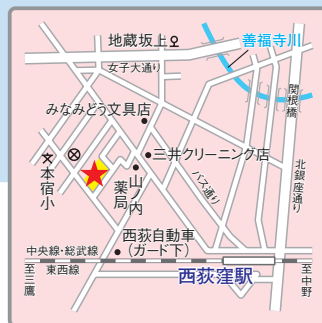 地蔵坂上
善福寺川
女子大通り
関根橋
みなみどう文具店
三井クリーニング店
本宿小
山ノ内
薬局
バス通り
北銀座通り
西荻自動車
(ガード下)
中央線・総武線
東西線
至三鷹
西荻窪駅
至中野